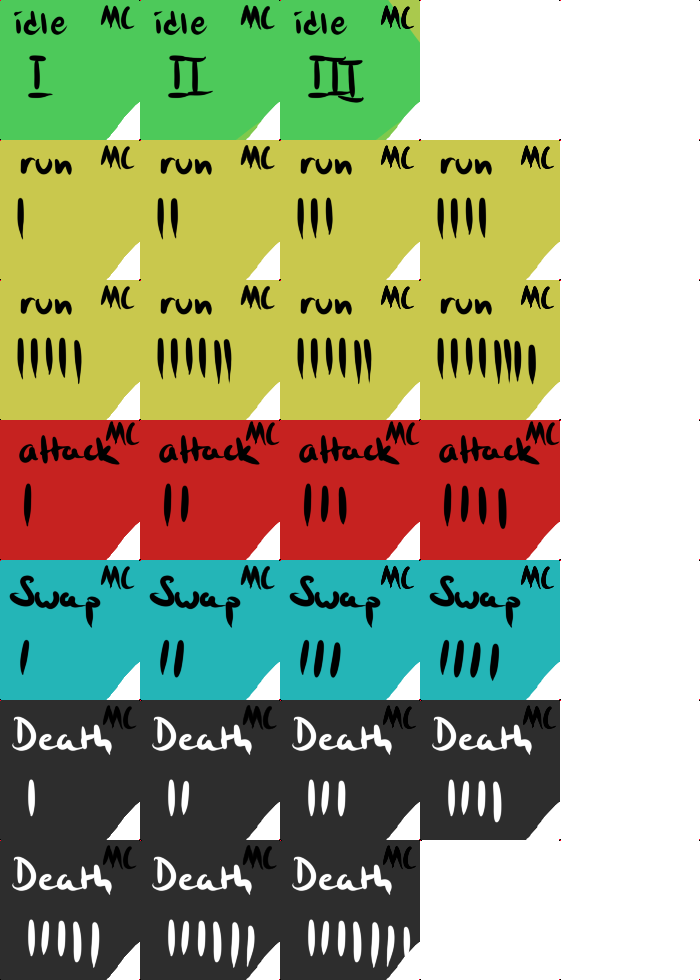 idle MC idle MC idle MC
I II III
run MC run MC run MC run MC
I II III IIII
run MC run MC run MC run MC
IIIII IIIIII IIIIII IIIIIIII
attack MC attack MC attack MC attack MC
I II III IIII
Swap MC Swap MC Swap MC Swap MC
I II III IIII
Death MC Death MC Death MC Death MC
I II III IIII
Death MC Death MC Death MC
IIIII IIIIII IIIIIII